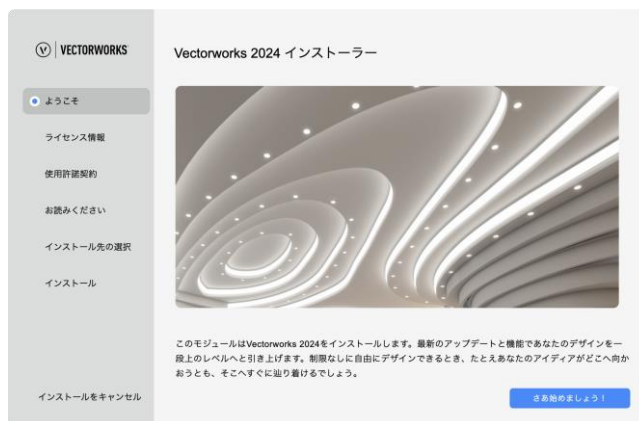 VECTORWORKS
Vectorworks 2024 インストーラー
ようこそ
ライセンス情報
使用許諾契約
お読みください
インストール先の選択
インストール
このモジュールはVectorworks 2024をインストールします。最新のアップデートと機能であなたのデザインを一
段上のレベルへと引き上げます。制限なしに自由にデザインできるとき、たとえあなたのアイディアがどこへ向か
おうとも、そこへすぐに辿り着けるでしょう。
インストールをキャンセル
さあ始めましょう！